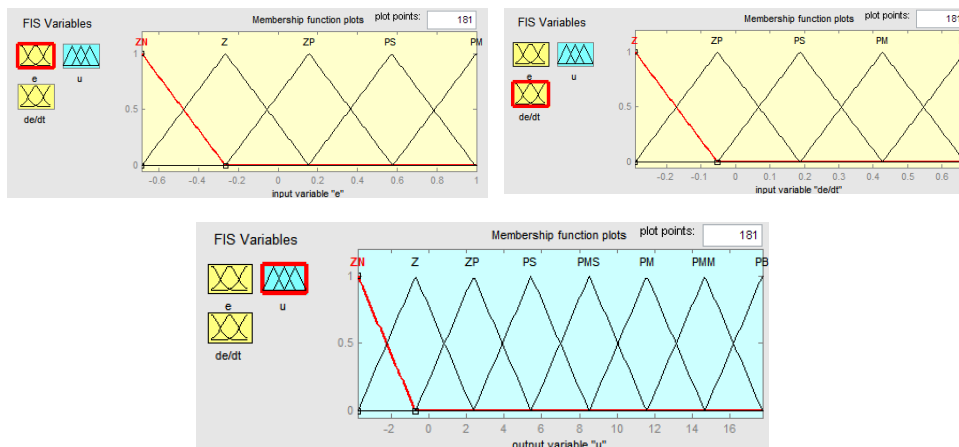 FIS Variables
Membership function plots plot points: 181
ZN Z ZP PS PM
e u
de/dt
1
0.5
0
-0.6 -0.4 -0.2 0 0.2 0.4 0.6 0.8 1
input variable "e"
FIS Variables
Membership function plots plot points: 181
Z ZP PS PM
e u
de/dt
1
0.5
0
-0.2 -0.1 0 0.1 0.2 0.3 0.4 0.5 0.6
input variable "de/dt"
FIS Variables
Membership function plots plot points: 181
ZN Z ZP PS PMS PM PMM PB
e u
de/dt
1
0.5
0
-2 0 2 4 6 8 10 12 14 16
output variable "u"